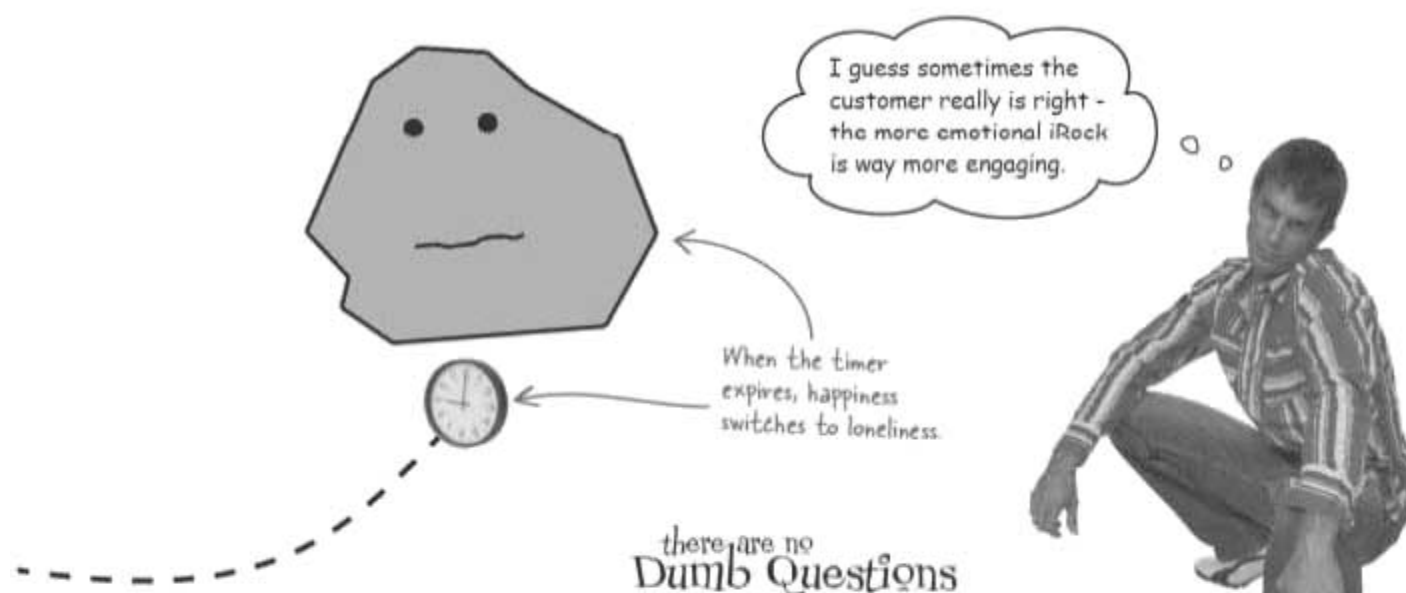 I guess sometimes the
customer really is right -
the more emotional iRock
is way more engaging.
When the timer
expires, happiness
switches to loneliness.
there are no
Dumb Questions